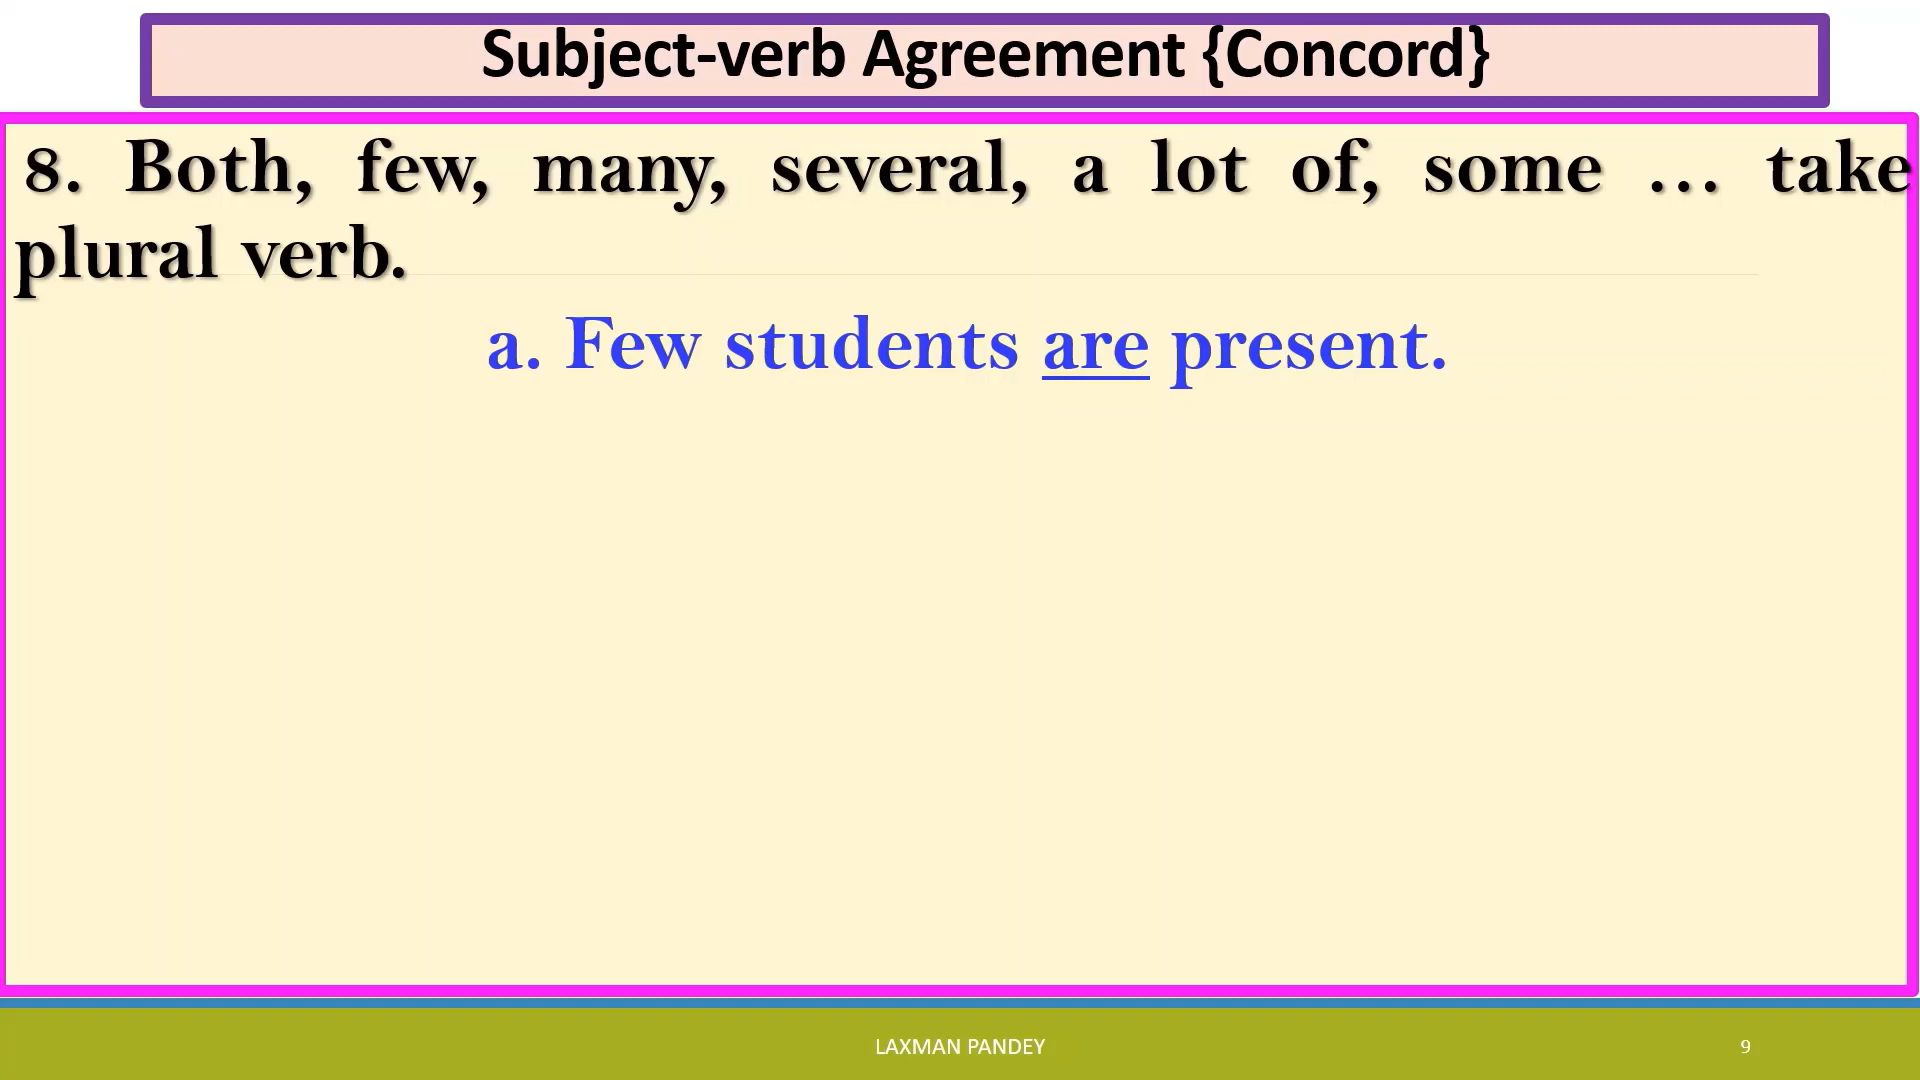 Subject-verb Agreement {Concord}
8. Both, few, many, several, a lot of, some … take
plural verb.
a. Few students are present.
LAXMAN PANDEY
9